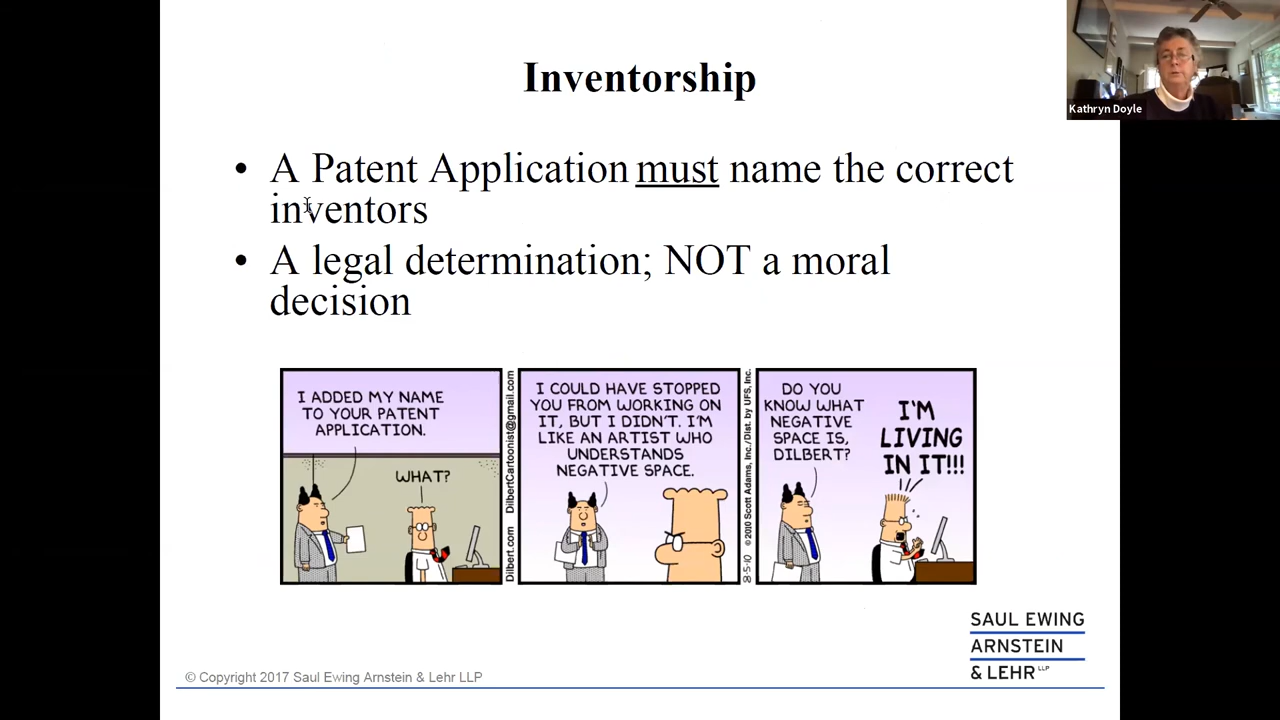 Inventorship
Kathryn Doyle
• A Patent Application must name the correct
inventors
• A legal determination; NOT a moral
decision
I ADDED MY NAME
TO YOUR PATENT
APPLICATION.
WHAT?
DilbertCartoonist@gmail.com
Dilbert.com
I COULD HAVE STOPPED
YOU FROM WORKING ON
IT, BUT I DIDN'T. I'M
LIKE AN ARTIST WHO
UNDERSTANDS
NEGATIVE SPACE.
8-5-10 ©2010 Scott Adams, Inc./Dist. by UFS, Inc.
DO YOU
KNOW WHAT
NEGATIVE
SPACE IS,
DILBERT?
I'M
LIVING
IN IT!!!
SAUL EWING
ARNSTEIN
& LEHR LLP
© Copyright 2017 Saul Ewing Arnstein & Lehr LLP